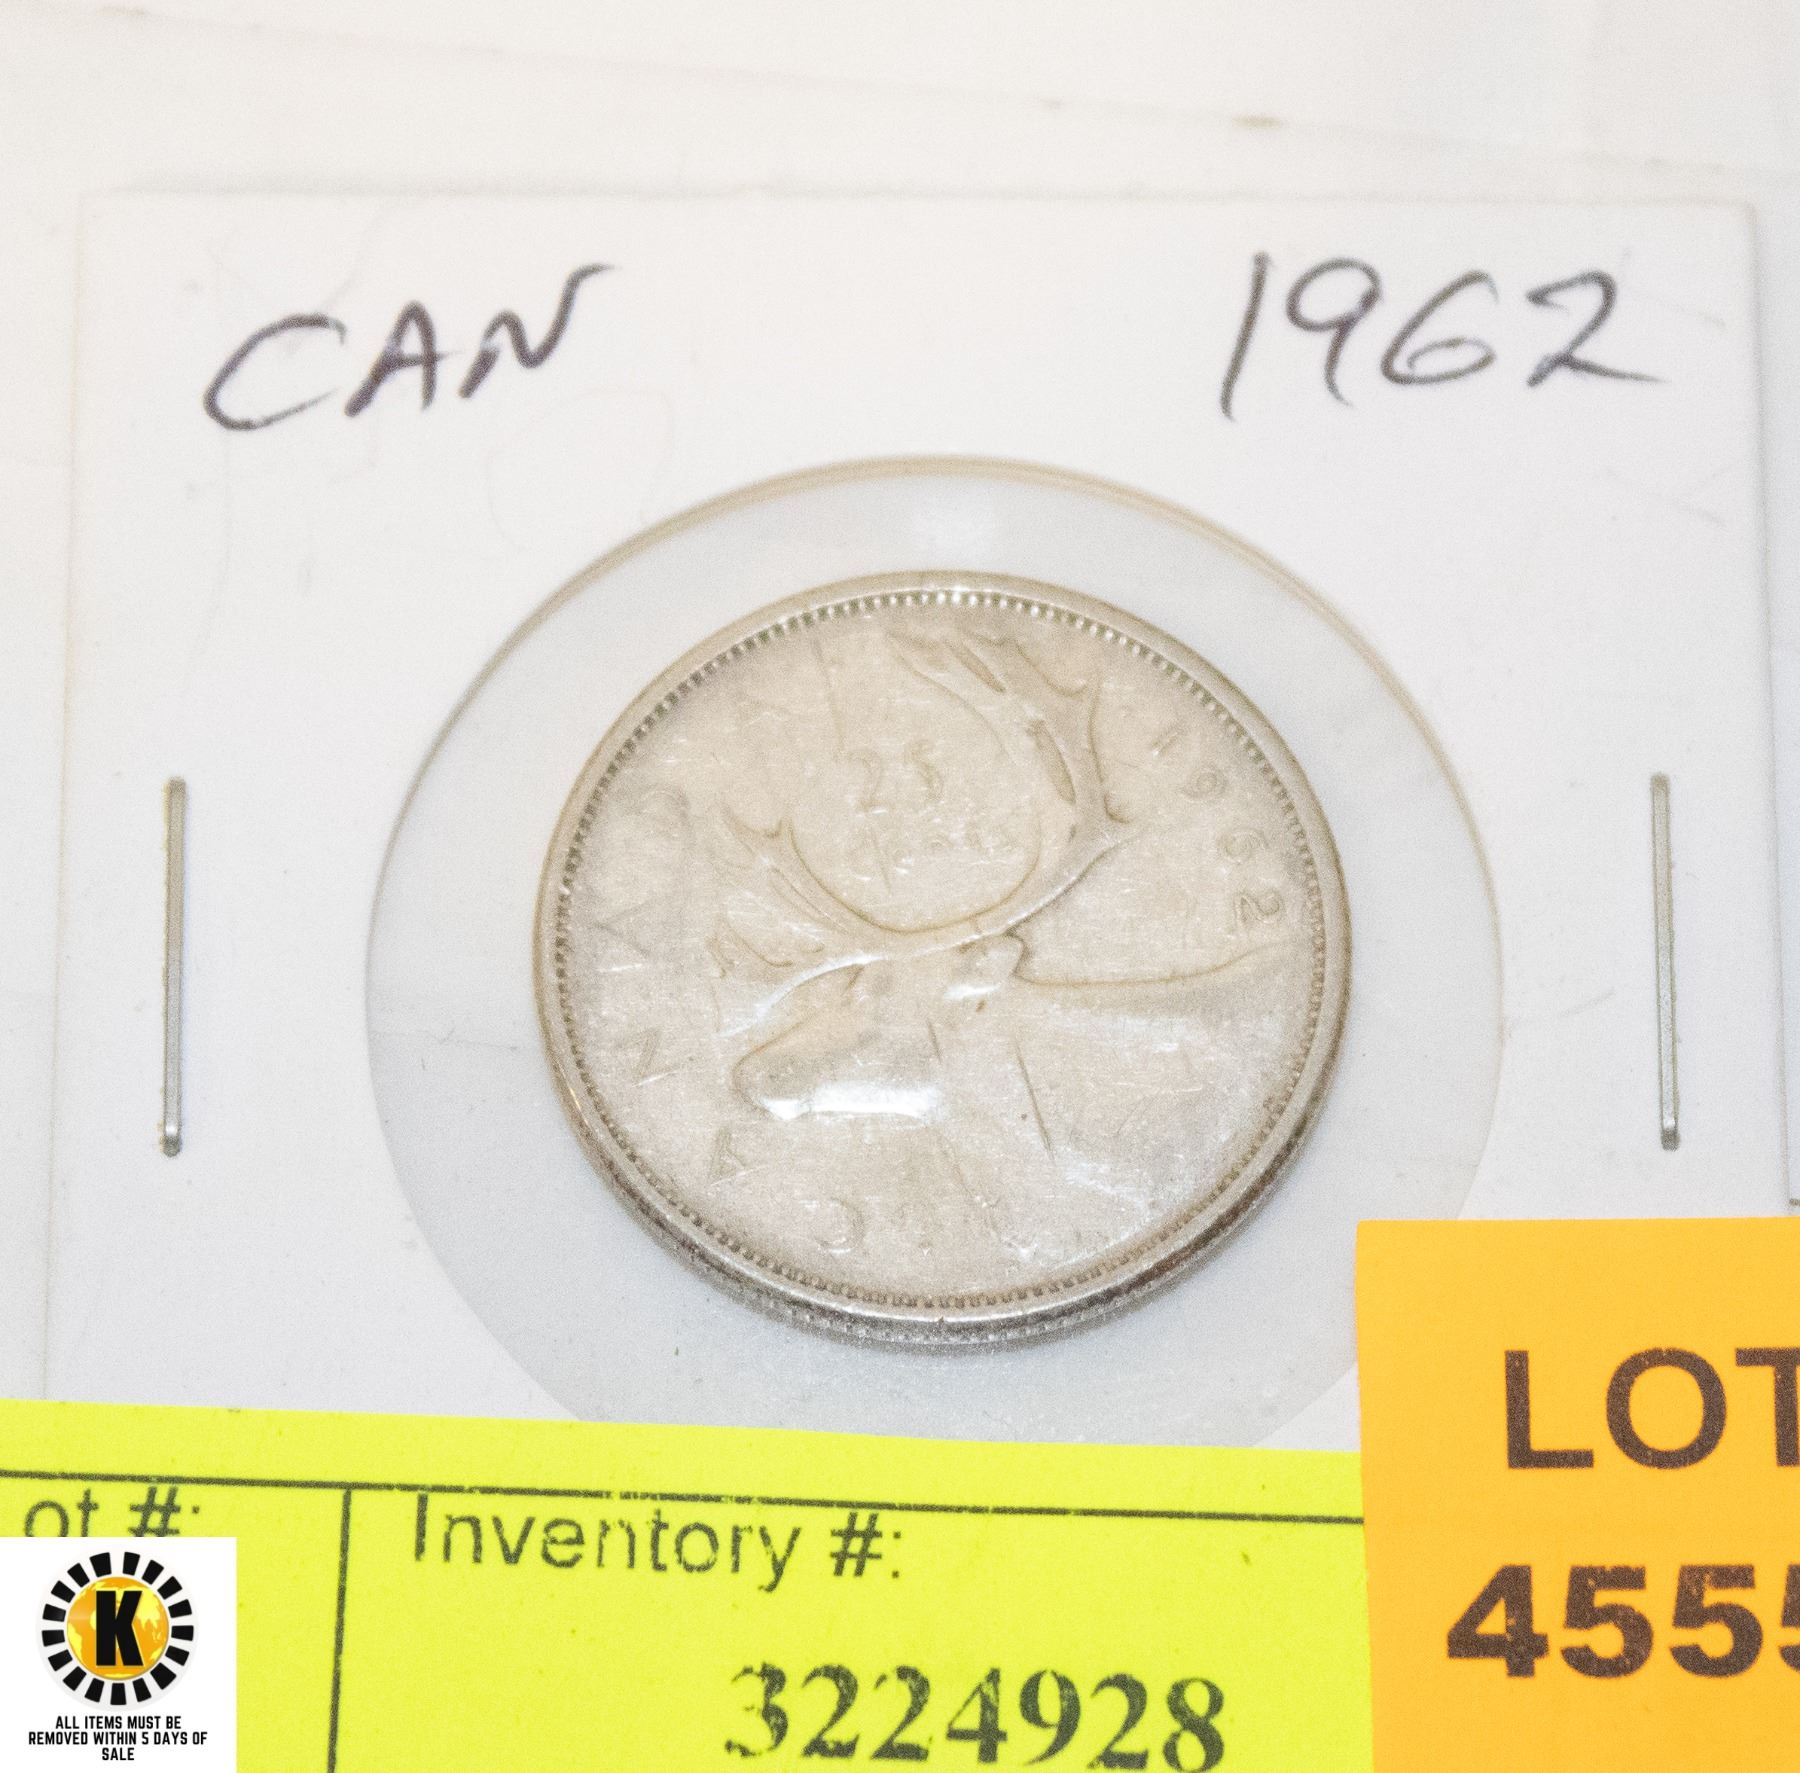 CAN 1962
25
cents
CANADA 1962
LOT
4555
ot #:
Inventory #:
3224928
K
ALL ITEMS MUST BE
REMOVED WITHIN 5 DAYS OF
SALE